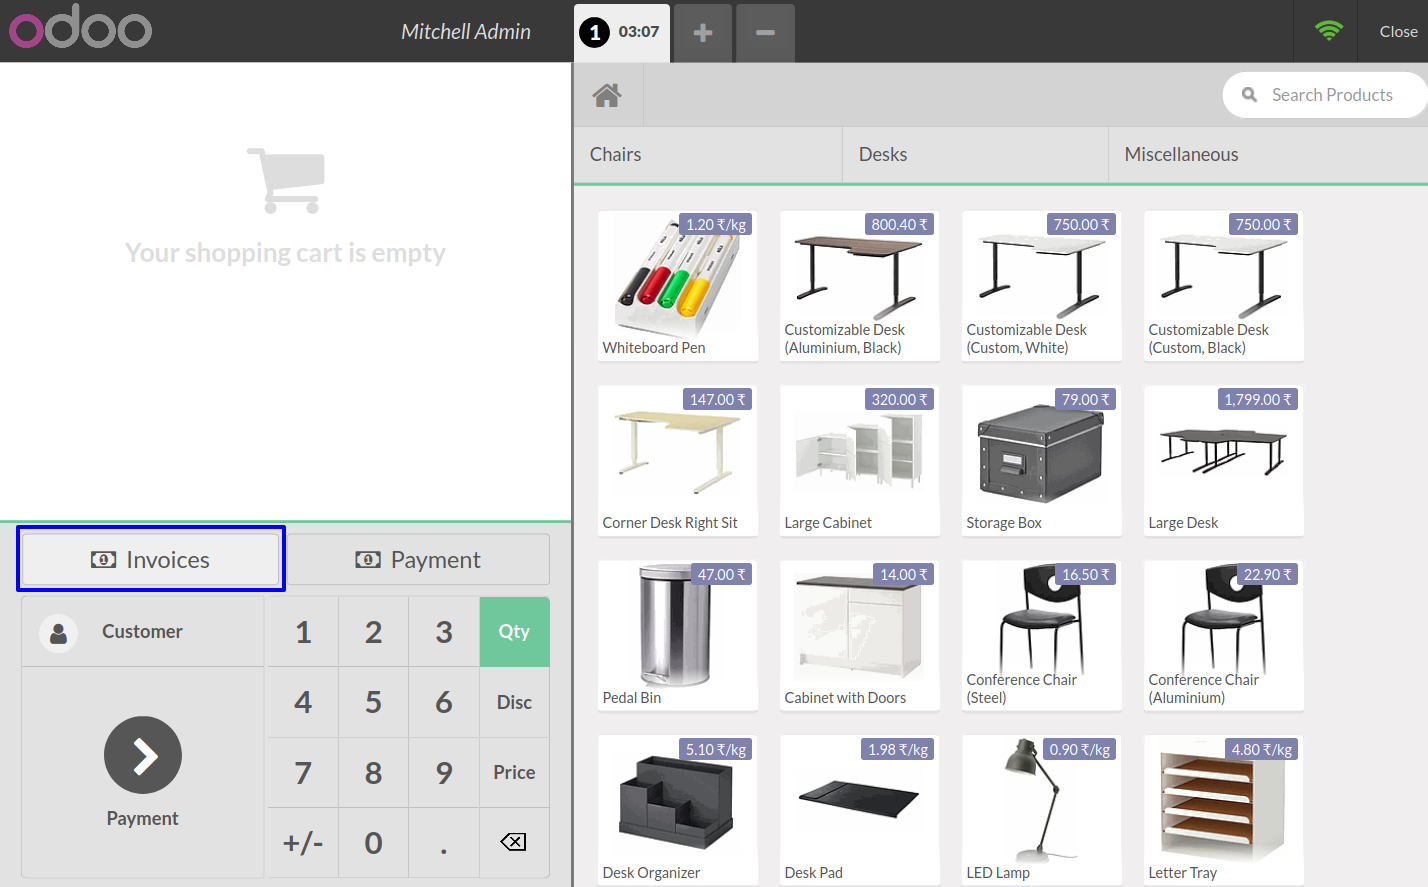 odoo
Mitchell Admin
1 03:07
Close
Search Products
Chairs
Desks
Miscellaneous
Your shopping cart is empty
1.20 ₹/kg
Whiteboard Pen
800.40 ₹
Customizable Desk
(Aluminium, Black)
750.00 ₹
Customizable Desk
(Custom, White)
750.00 ₹
Customizable Desk
(Custom, Black)
147.00 ₹
Corner Desk Right Sit
320.00 ₹
Large Cabinet
79.00 ₹
Storage Box
1,799.00 ₹
Large Desk
47.00 ₹
Pedal Bin
14.00 ₹
Cabinet with Doors
16.50 ₹
Conference Chair
(Steel)
22.90 ₹
Conference Chair
(Aluminium)
5.10 ₹/kg
Desk Organizer
1.98 ₹/kg
Desk Pad
0.90 ₹/kg
LED Lamp
4.80 ₹/kg
Letter Tray
Invoices
Payment
Customer
Payment
1 2 3 Qty
4 5 6 Disc
7 8 9 Price
+/- 0 .